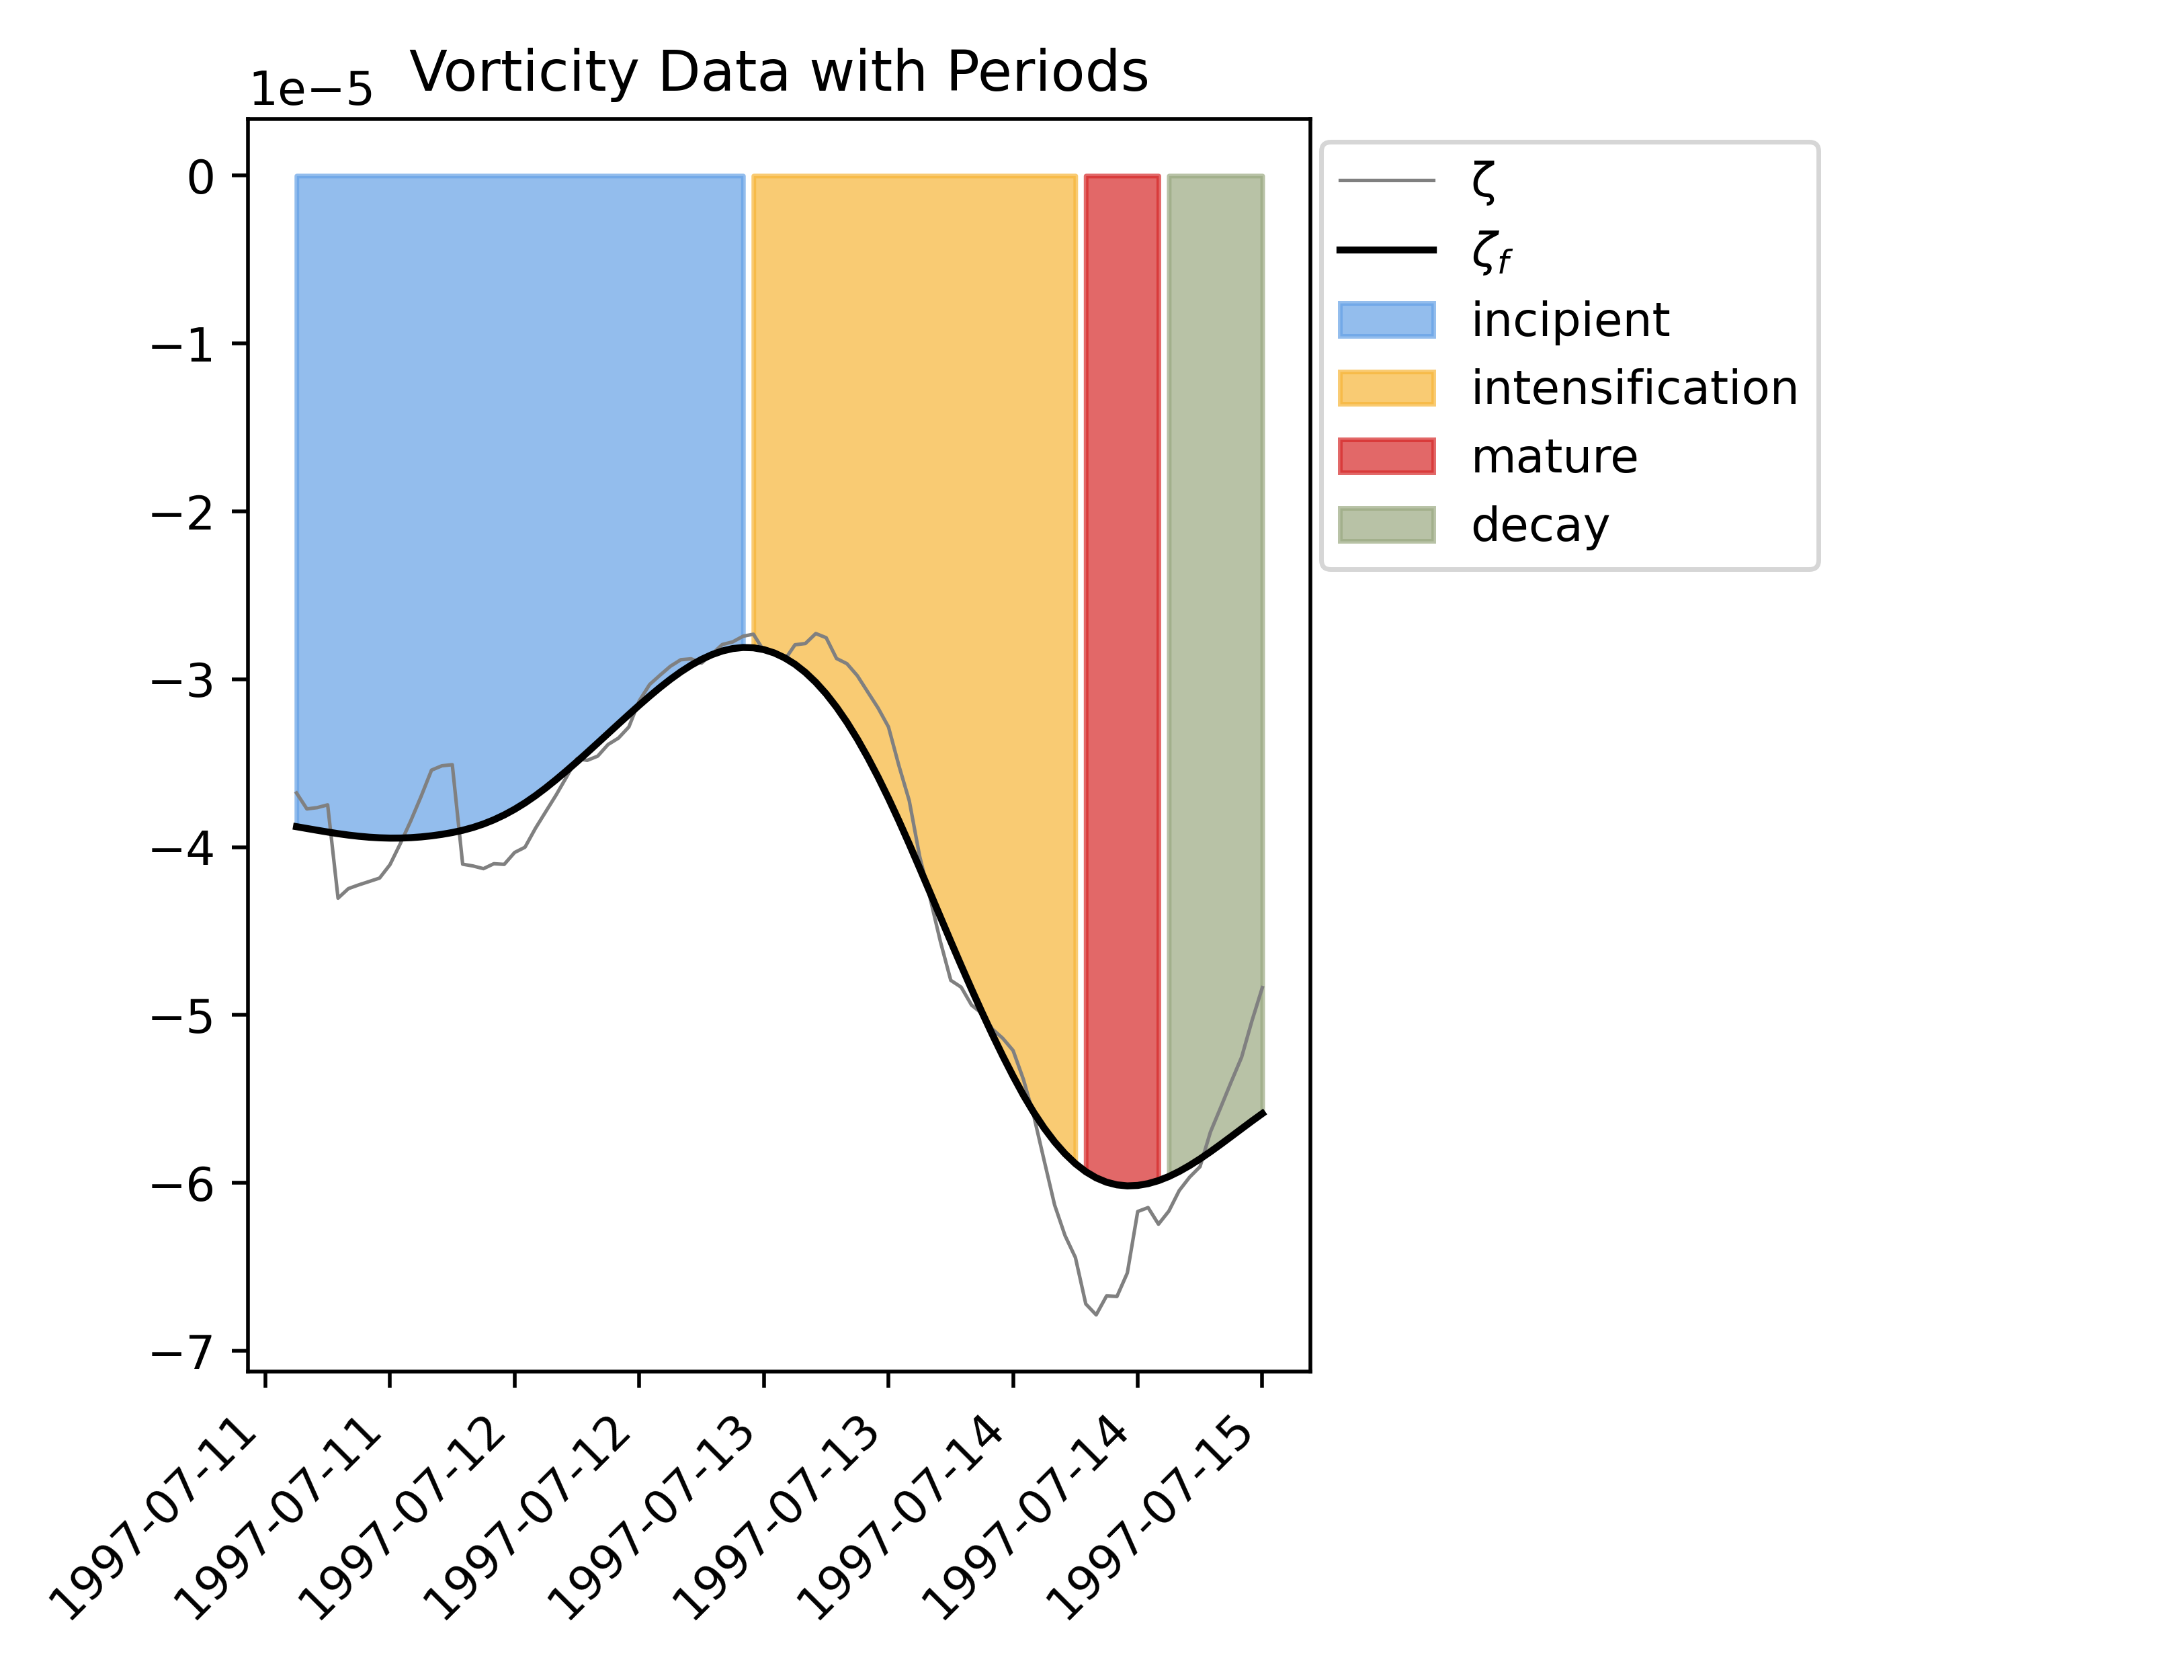 Vorticity Data with Periods
1e−5
0
−1
−2
−3
−4
−5
−6
−7
1997-07-11
1997-07-11
1997-07-12
1997-07-12
1997-07-13
1997-07-13
1997-07-14
1997-07-14
1997-07-15
ζ
ζf
incipient
intensification
mature
decay